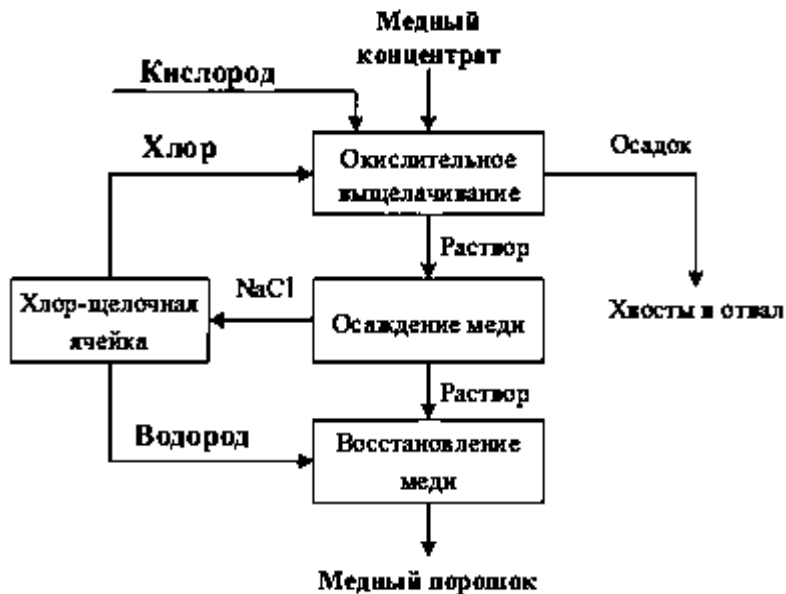 Медный
концентрат
Кислород
Хлор
Окислительное
выщелачивание
Осадок
Раствор
NaCl
Хлор-щелочная
ячейка
Осаждение меди
Хвосты в отвал
Раствор
Водород
Восстановление
меди
Медный порошок